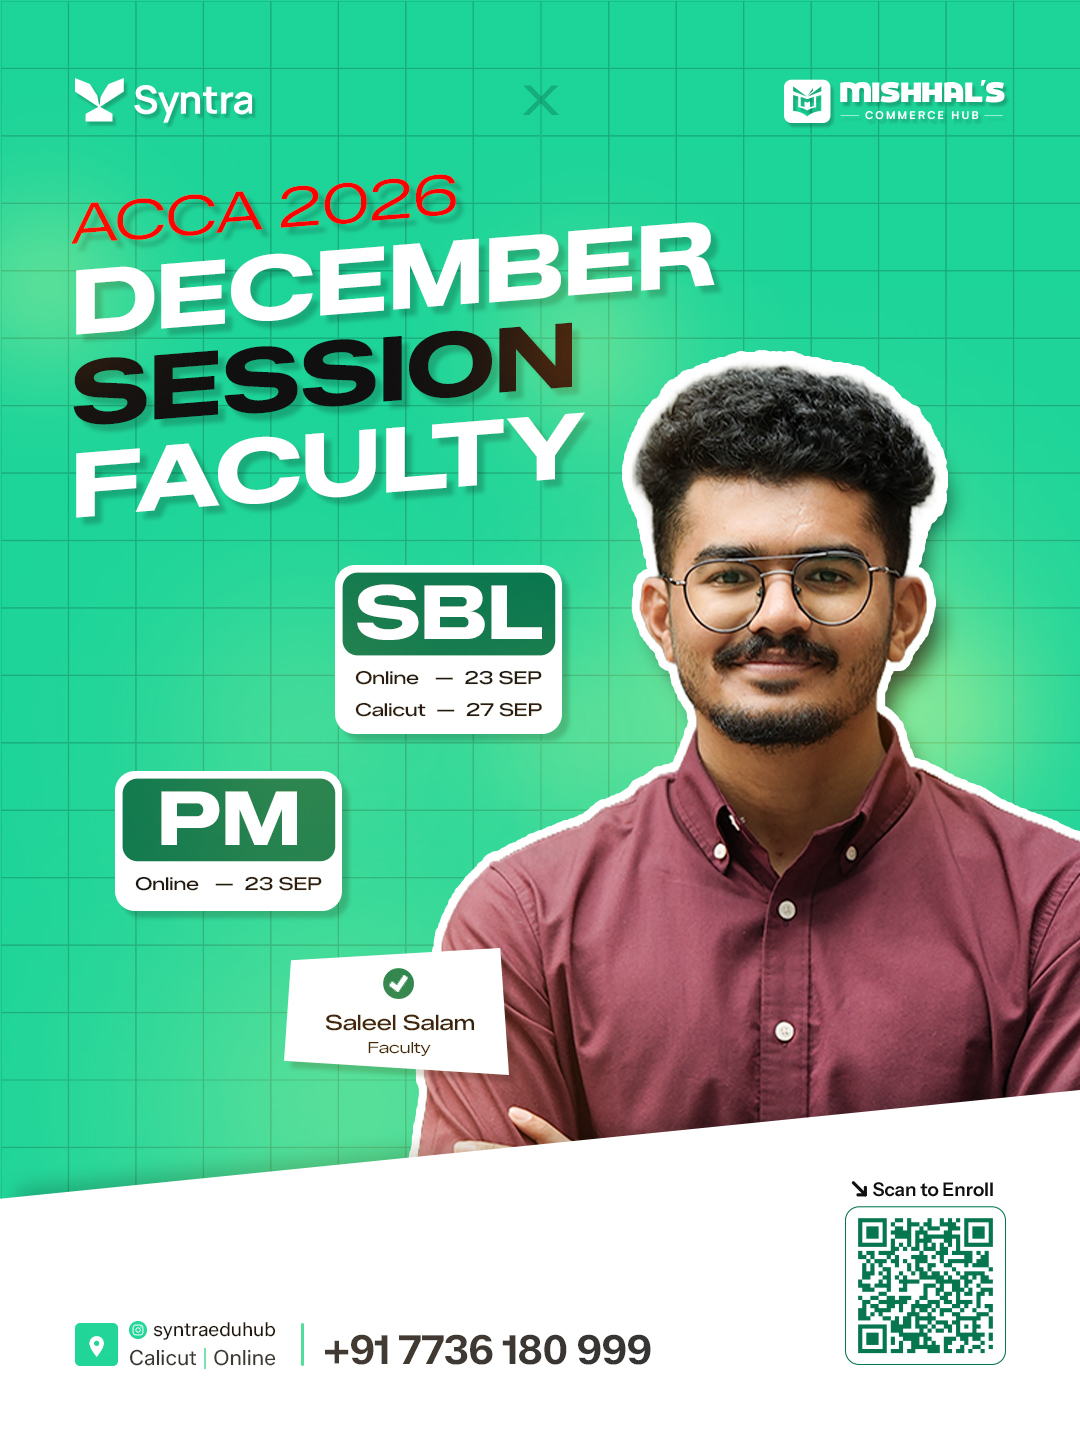 Syntra
X
MISHHAL'S
COMMERCE HUB
ACCA 2026
DECEMBER
SESSION
FACULTY
SBL
Online — 23 SEP
Calicut — 27 SEP
PM
Online — 23 SEP
Saleel Salam
Faculty
Scan to Enroll
syntraeduhub
Calicut | Online
+91 7736 180 999